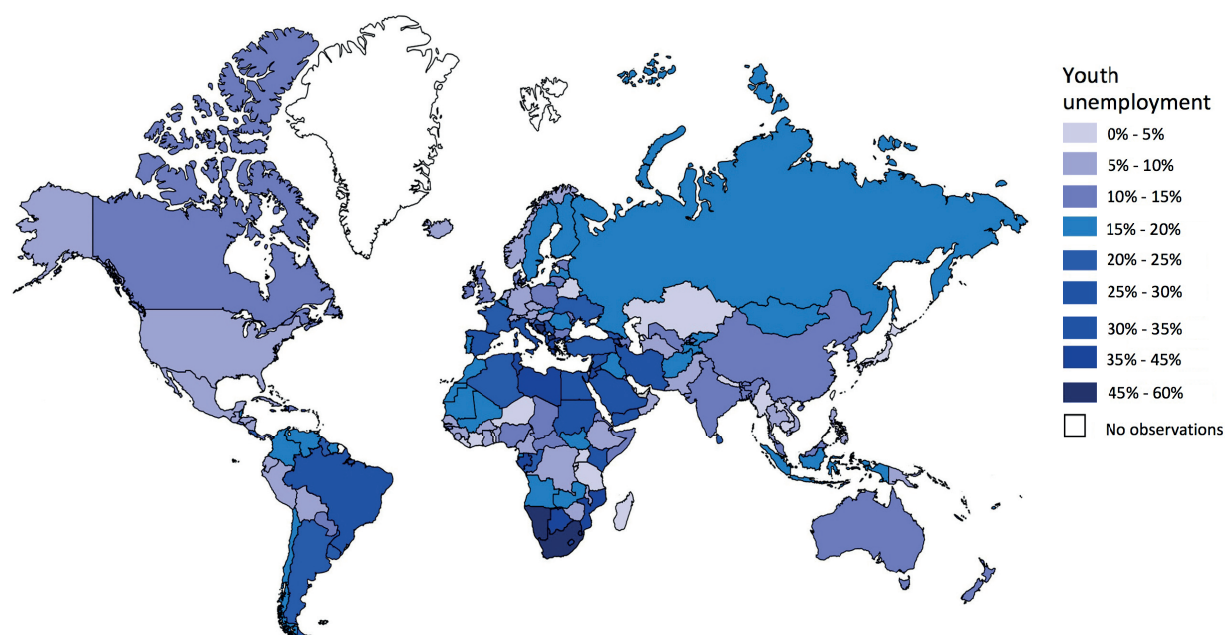 Youth
unemployment
0% - 5%
5% - 10%
10% - 15%
15% - 20%
20% - 25%
25% - 30%
30% - 35%
35% - 45%
45% - 60%
No observations